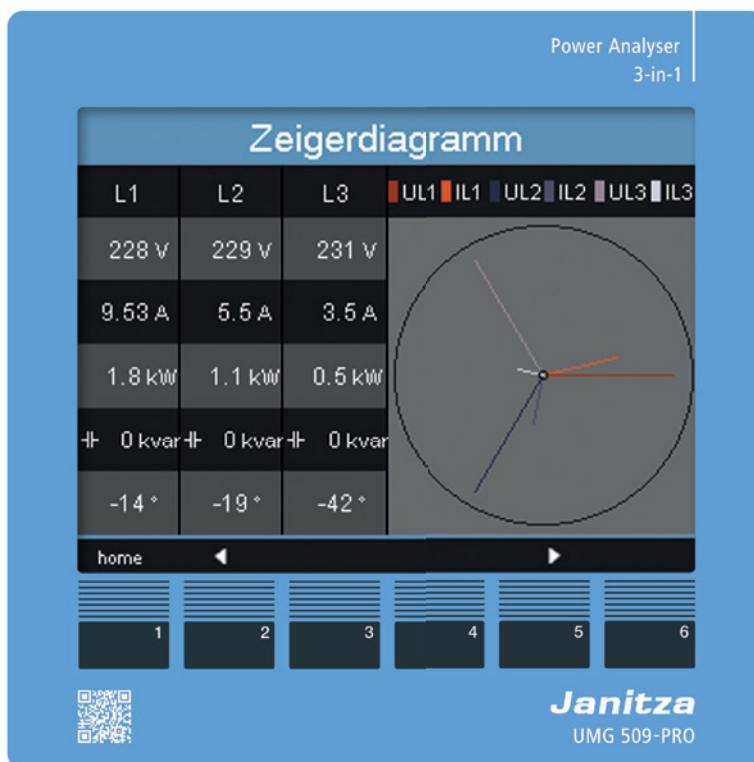 Power Analyser
3-in-1
Zeigerdiagramm
L1 L2 L3 UL1 IL1 UL2 IL2 UL3 IL3
228 V 229 V 231 V
9.53 A 5.5 A 3.5 A
1.8 kW 1.1 kW 0.5 kW
0 kvar 0 kvar 0 kvar
-14 ° -19 ° -42 °
home
1 2 3 4 5 6
Janitza
UMG 509-PRO